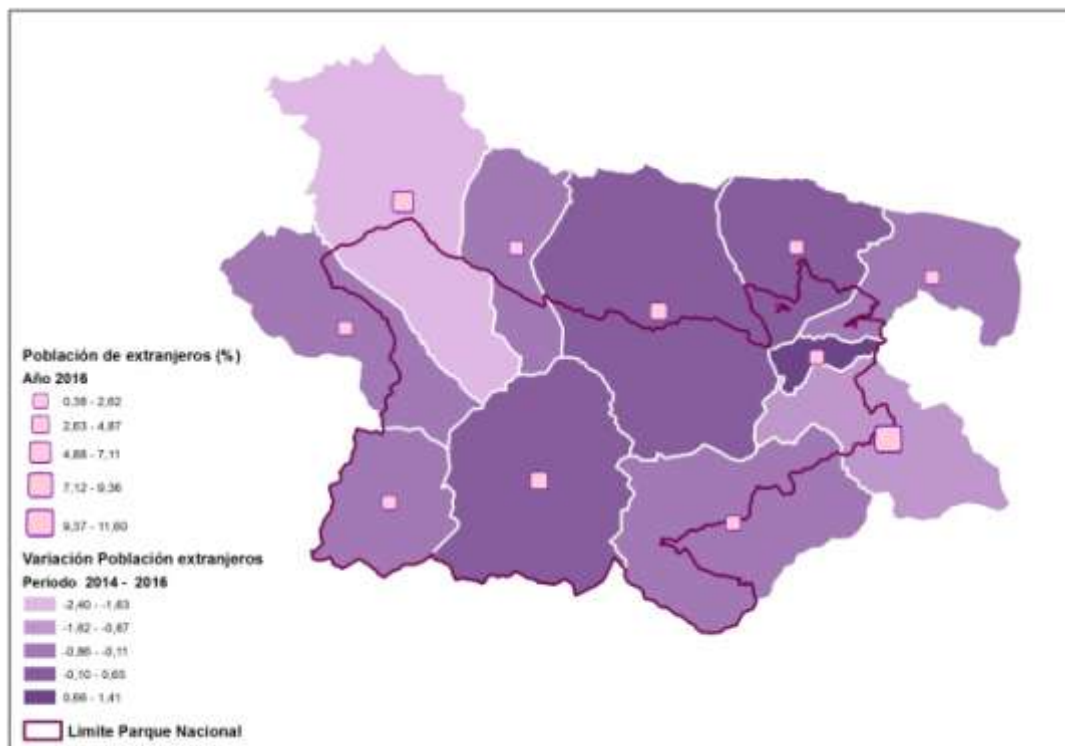 Población de extranjeros (%)
Año 2016
0,38 - 2,62
2,63 - 4,87
4,88 - 7,11
7,12 - 9,36
9,37 - 11,60
Variación Población extranjeros
Periodo 2014 - 2016
-2,40 - -1,63
-1,62 - -0,87
-0,86 - -0,11
-0,10 - 0,65
0,66 - 1,41
Limite Parque Nacional